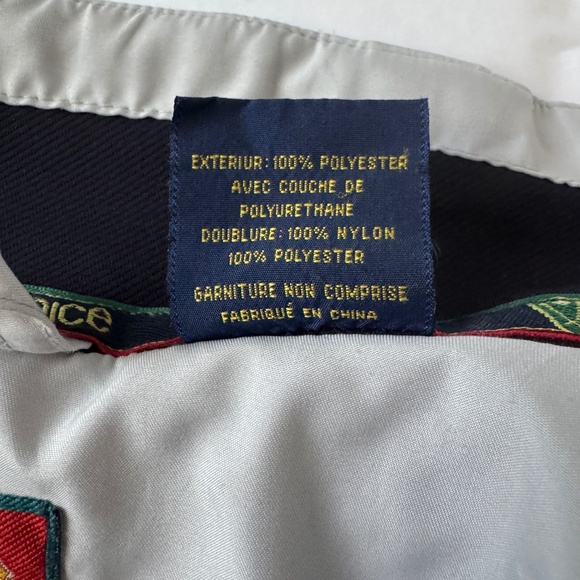 EXTERIUR: 100% POLYESTER
AVEC COUCHE DE
POLYURETHANE
DOUBLURE: 100% NYLON
100% POLYESTER
GARNITURE NON COMPRISE
FABRIQUÉ EN CHINA